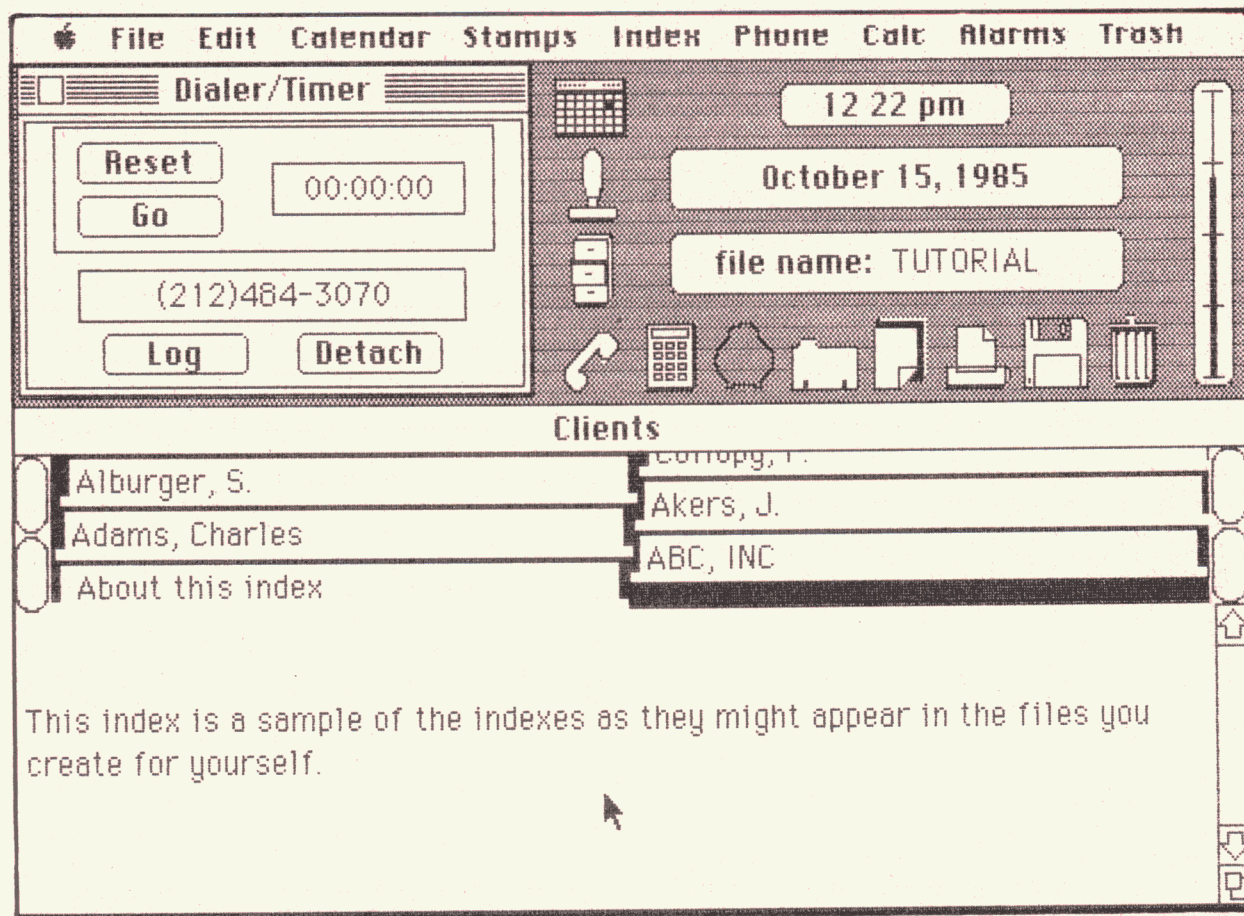 File Edit Calendar Stamps Index Phone Calc Alarms Trash
Dialer/Timer
Reset
00:00:00
Go
(212)484-3070
Log Detach
12 22 pm
October 15, 1985
file name: TUTORIAL
Clients
Alburger, S.
Adams, Charles
About this index
Akers, J.
ABC, INC
This index is a sample of the indexes as they might appear in the files you
create for yourself.